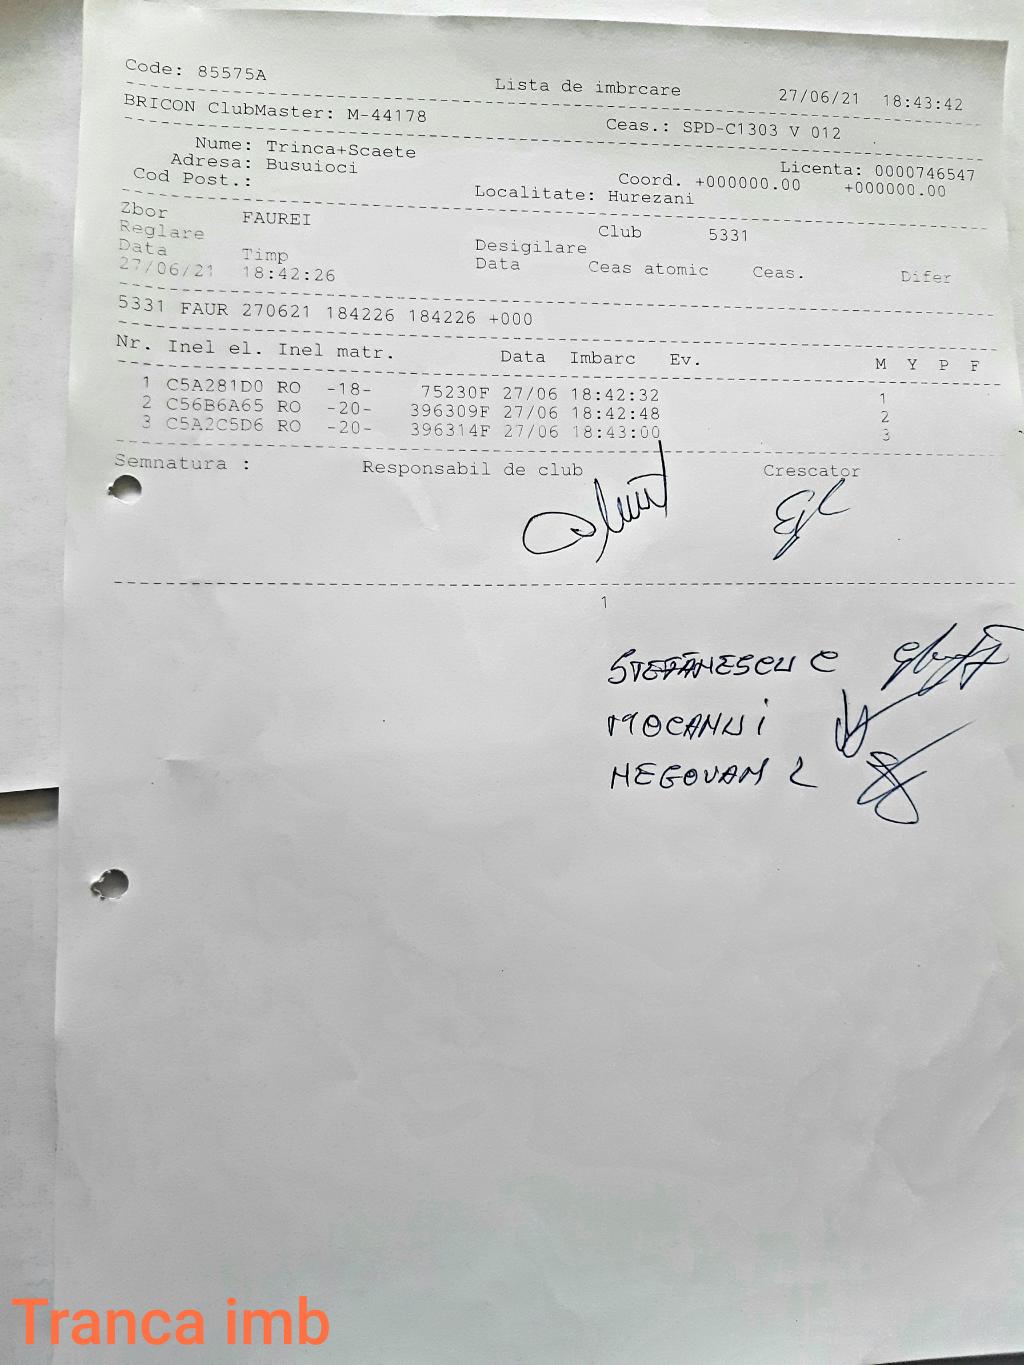 Code: 85575A Lista de imbrcare 27/06/21 18:43:42
BRICON ClubMaster: M-44178 Ceas.: SPD-C1303 V 012
Nume: Trinca+Scaete Licenta: 0000746547
Adresa: Busuioci Coord. +000000.00 +000000.00
Cod Post.: Localitate: Hurezani
Zbor FAUREI Club 5331
Reglare Desigilare
Data Timp Data Ceas atomic Ceas. Difer
27/06/21 18:42:26
5331 FAUR 270621 184226 184226 +000
Nr. Inel el. Inel matr. Data Imbarc Ev. M Y P F
1 C5A281D0 RO -18- 75230F 27/06 18:42:32 1
2 C56B6A65 RO -20- 396309F 27/06 18:42:48 2
3 C5A2C5D6 RO -20- 396314F 27/06 18:43:00 3
Semnatura : Responsabil de club Crescator
1
STEFĂNESCU C
MOCANU i
NEGOVAN L
Tranca imb